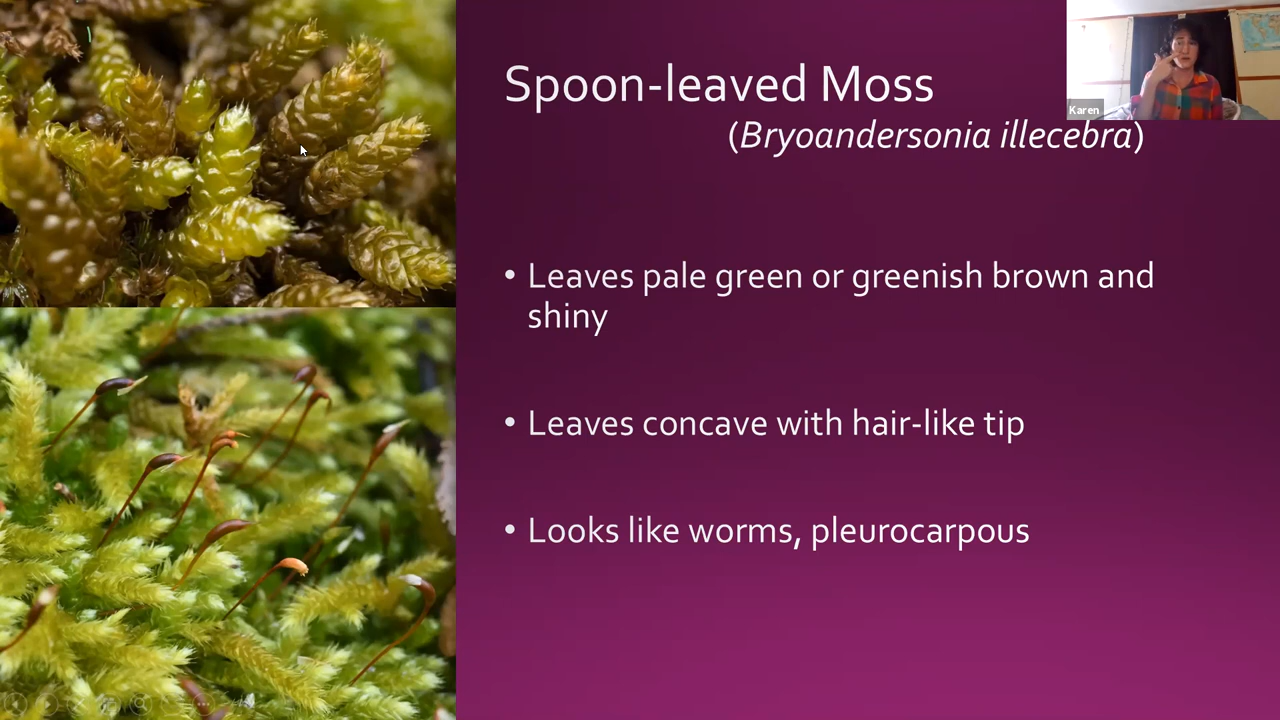 Spoon-leaved Moss
(Bryoandersonia illecebra)
Karen
• Leaves pale green or greenish brown and
shiny
• Leaves concave with hair-like tip
• Looks like worms, pleurocarpous